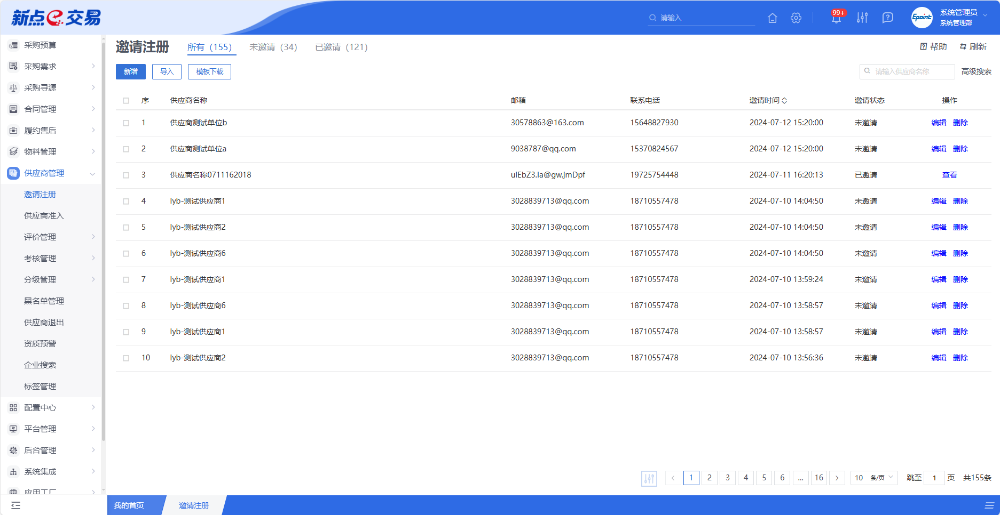 新点e交易
请输入
99+
Epoint
系统管理员
系统管理部
采购预算
采购需求
采购寻源
合同管理
履约售后
物料管理
供应商管理
邀请注册
供应商准入
评价管理
考核管理
分级管理
黑名单管理
供应商退出
资质预警
企业搜索
标签管理
配置中心
平台管理
后台管理
系统集成
应用工厂
邀请注册 所有（155） 未邀请（34） 已邀请（121） 帮助 刷新
新增 导入 模板下载 请输入供应商名称 高级搜索
序 供应商名称 邮箱 联系电话 邀请时间 邀请状态 操作
1 供应商测试单位b 30578863@163.com 15648827930 2024-07-12 15:20:00 未邀请 编辑 删除
2 供应商测试单位a 9038787@qq.com 15370824567 2024-07-12 15:20:00 未邀请 编辑 删除
3 供应商名称0711162018 ulEbZ3.la@gw.jmDpf 19725754448 2024-07-11 16:20:13 已邀请 查看
4 lyb-测试供应商1 3028839713@qq.com 18710557478 2024-07-10 14:04:50 未邀请 编辑 删除
5 lyb-测试供应商2 3028839713@qq.com 18710557478 2024-07-10 14:04:50 未邀请 编辑 删除
6 lyb-测试供应商6 3028839713@qq.com 18710557478 2024-07-10 14:04:50 未邀请 编辑 删除
7 lyb-测试供应商1 3028839713@qq.com 18710557478 2024-07-10 13:59:24 未邀请 编辑 删除
8 lyb-测试供应商6 3028839713@qq.com 18710557478 2024-07-10 13:58:57 未邀请 编辑 删除
9 lyb-测试供应商1 3028839713@qq.com 18710557478 2024-07-10 13:58:57 未邀请 编辑 删除
10 lyb-测试供应商2 3028839713@qq.com 18710557478 2024-07-10 13:56:36 未邀请 编辑 删除
1 2 3 4 5 6 ... 16 10 条/页 跳至 1 页 共155条
我的首页 邀请注册